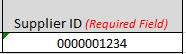 Supplier ID (Required Field)
0000001234